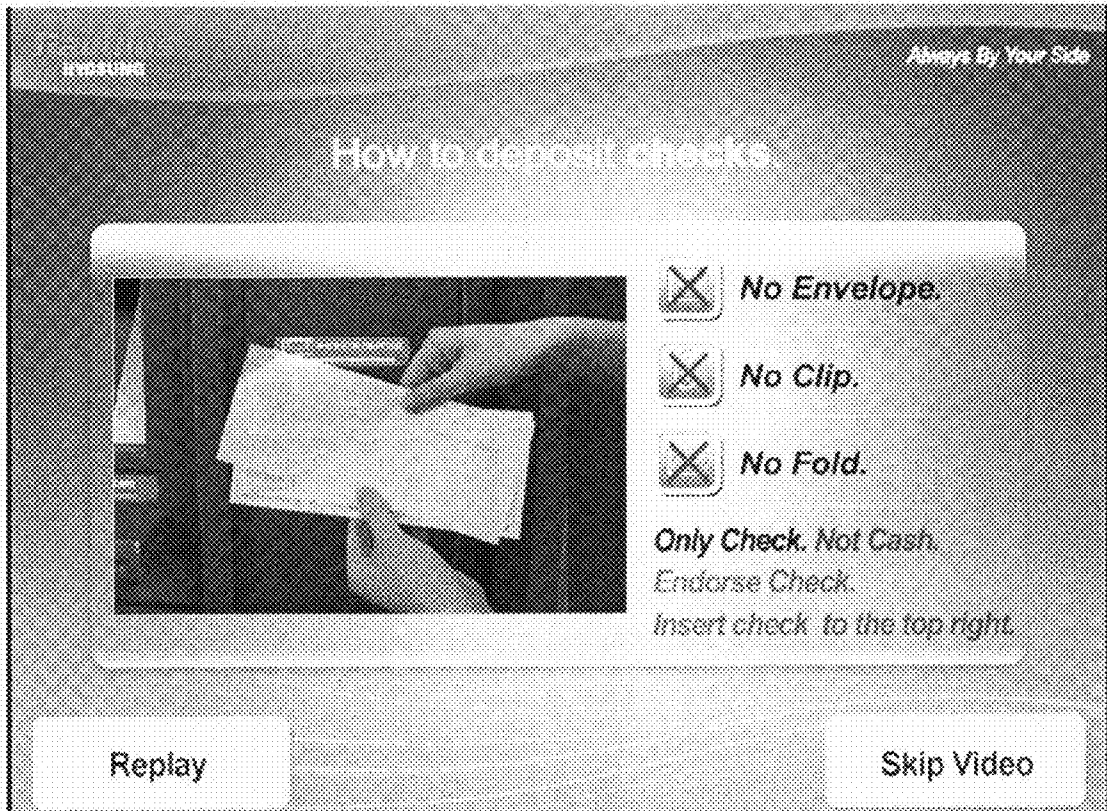 Always By Your Side
How to deposit checks.
No Envelope.
No Clip.
No Fold.
Only Check. Not Cash.
Endorse Check.
Insert check to the top right.
Replay
Skip Video